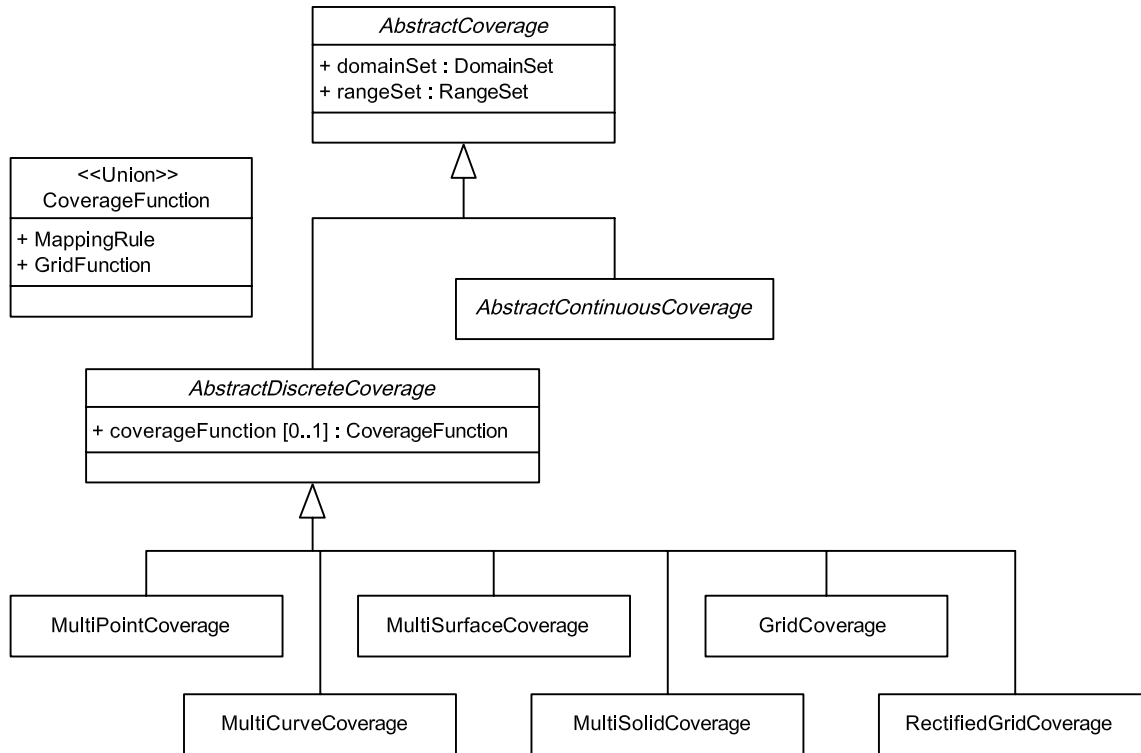 AbstractCoverage
+ domainSet : DomainSet
+ rangeSet : RangeSet
<<Union>>
CoverageFunction
+ MappingRule
+ GridFunction
AbstractContinuousCoverage
AbstractDiscreteCoverage
+ coverageFunction [0..1] : CoverageFunction
MultiPointCoverage
MultiSurfaceCoverage
GridCoverage
MultiCurveCoverage
MultiSolidCoverage
RectifiedGridCoverage